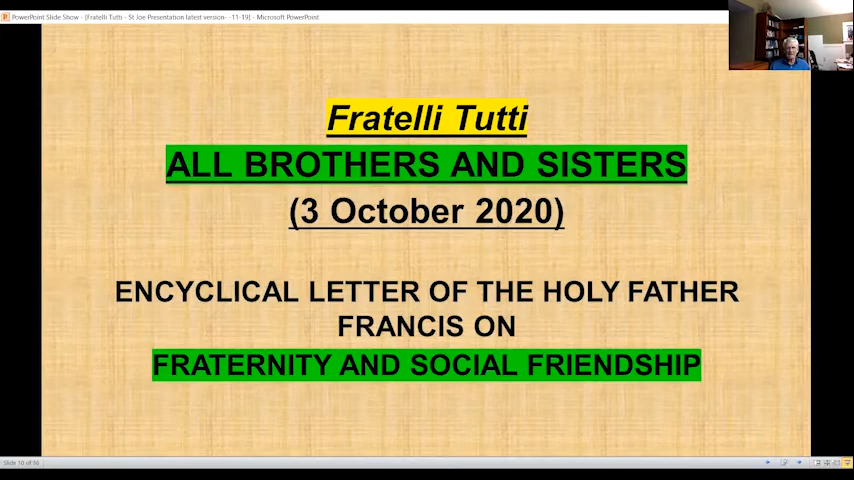 PowerPoint Slide Show - [Fratelli Tutti - St Joe Presentation latest version- -11-19] - Microsoft PowerPoint
Fratelli Tutti
ALL BROTHERS AND SISTERS
(3 October 2020)
ENCYCLICAL LETTER OF THE HOLY FATHER
FRANCIS ON
FRATERNITY AND SOCIAL FRIENDSHIP
Slide 10 of 56